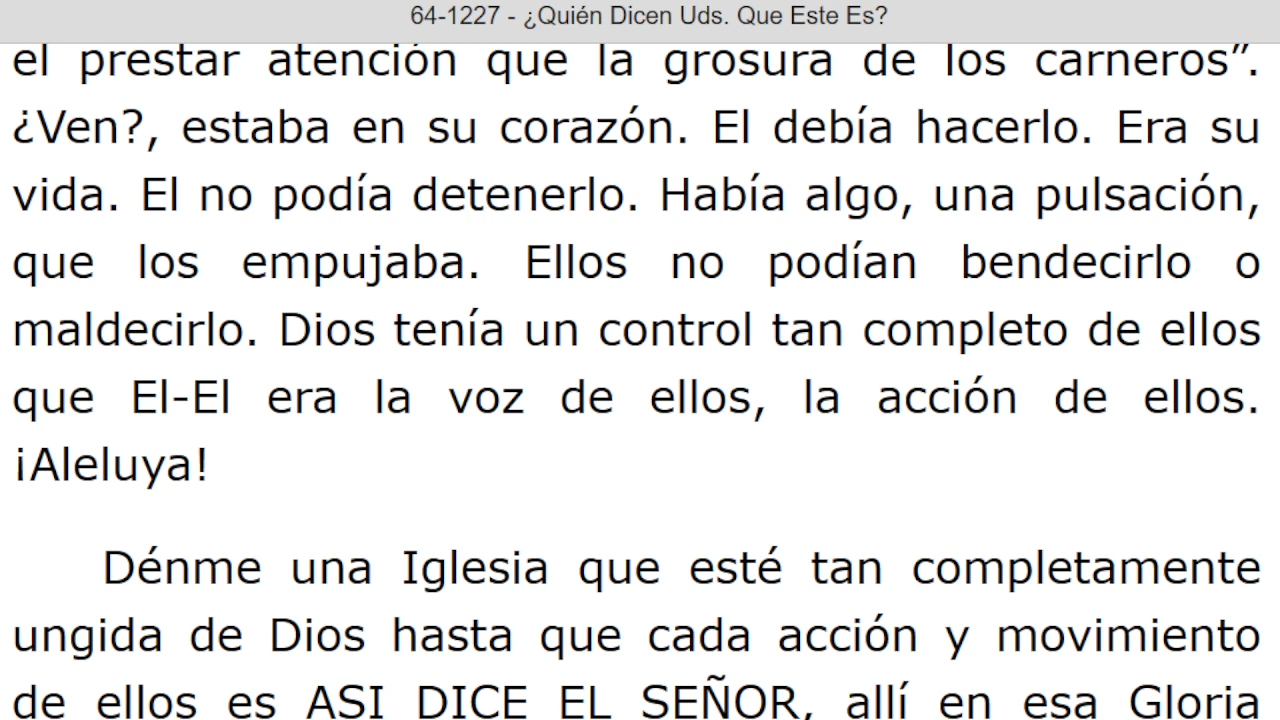 64-1227 - ¿Quién Dicen Uds. Que Este Es?
el prestar atención que la grosura de los carneros”.
¿Ven?, estaba en su corazón. El debía hacerlo. Era su
vida. El no podía detenerlo. Había algo, una pulsación,
que los empujaba. Ellos no podían bendecirlo o
maldecirlo. Dios tenía un control tan completo de ellos
que El-El era la voz de ellos, la acción de ellos.
¡Aleluya!
Dénme una Iglesia que esté tan completamente
ungida de Dios hasta que cada acción y movimiento
de ellos es ASI DICE EL SEÑOR, allí en esa Gloria